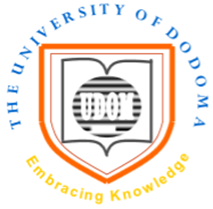 THE UNIVERSITY OF DODOMA
UDOM
Embracing Knowledge